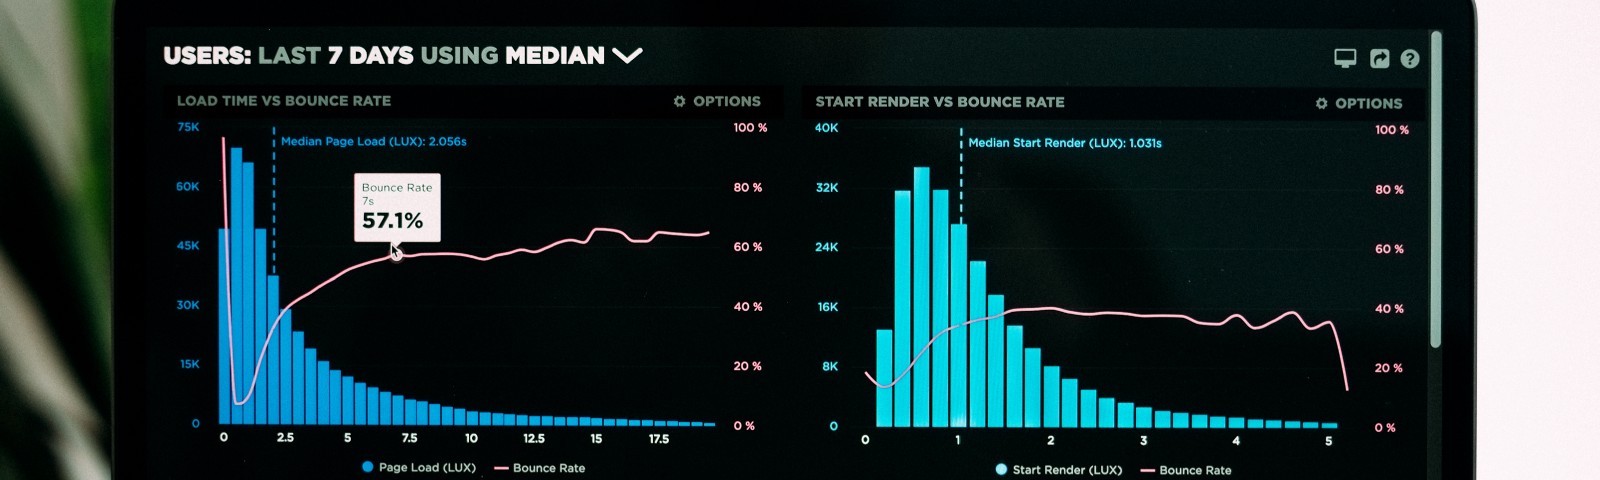 USERS: LAST 7 DAYS USING MEDIAN
LOAD TIME VS BOUNCE RATE
OPTIONS
75K
60K
45K
30K
15K
0
Median Page Load (LUX): 2.056s
Bounce Rate
7s
57.1%
100 %
80 %
60 %
40 %
20 %
0 %
0 2.5 5 7.5 10 12.5 15 17.5
Page Load (LUX) Bounce Rate
START RENDER VS BOUNCE RATE
OPTIONS
40K
32K
24K
16K
8K
0
Median Start Render (LUX): 1.031s
100 %
80 %
60 %
40 %
20 %
0 %
0 1 2 3 4 5
Start Render (LUX) Bounce Rate